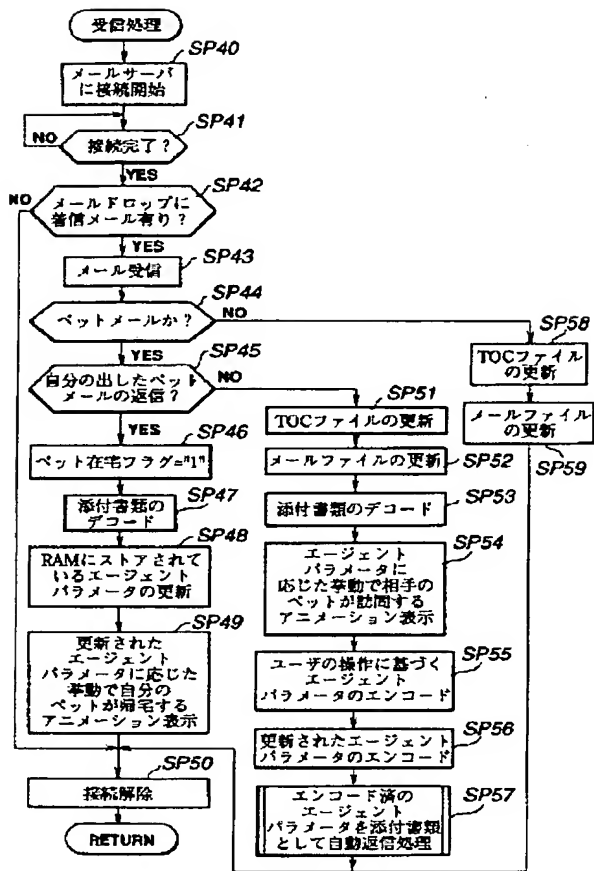 受信処理
SP40
メールサーバ
に接続開始
SP41
NO
接続完了?
YES
SP42
NO
メールドロップに
着信メール有り?
YES
SP43
メール受信
SP44
ペットメールか?
NO
YES
SP45
自分の出したペット
メールの返信?
NO
YES
SP46
ペット在宅フラグ="1"
SP47
添付書類の
デコード
SP48
RAMにストアされて
いるエージェント
パラメータの更新
SP49
更新された
エージェント
パラメータに応じた
挙動で自分の
ペットが帰宅する
アニメーション表示
SP50
接続解除
RETURN
SP51
TOCファイルの更新
メールファイルの更新
SP52
SP53
添付書類のデコード
SP54
エージェント
パラメータに
応じた挙動で相手の
ペットが訪問する
アニメーション表示
SP55
ユーザの操作に基づく
エージェント
パラメータのエンコード
SP56
更新されたエージェント
パラメータのエンコード
SP57
エンコード済の
エージェント
パラメータを添付書類
として自動返信処理
SP58
TOCファイル
の更新
メールファイル
の更新
SP59